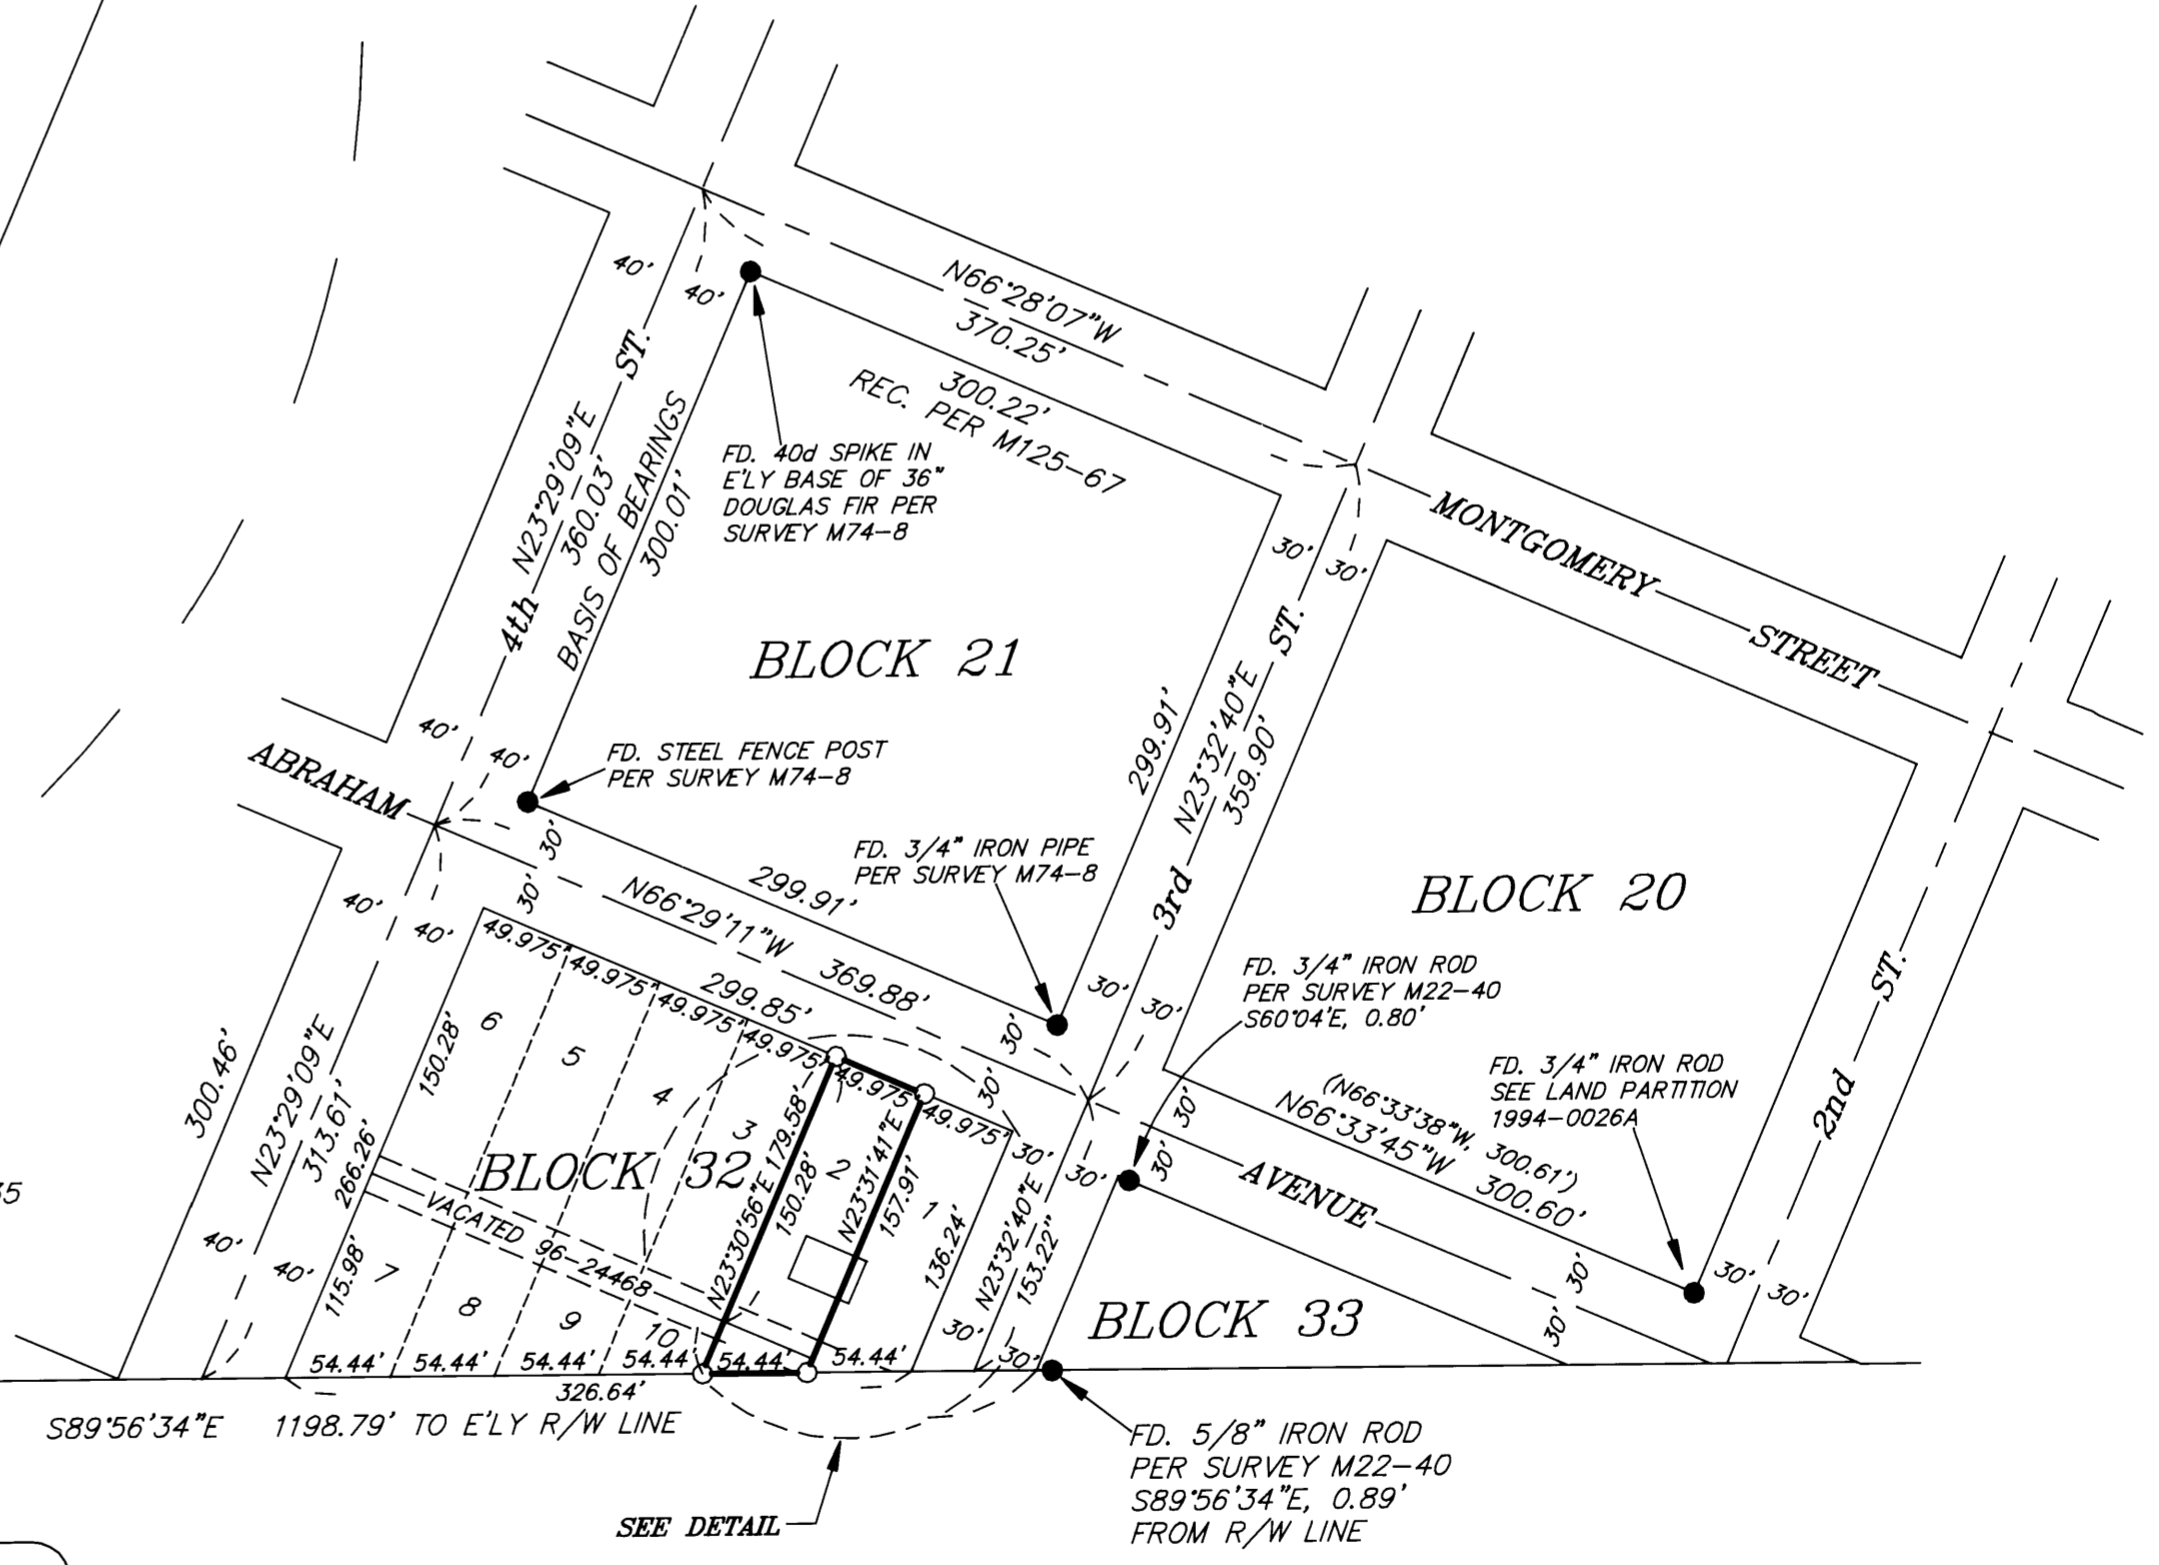 40'
40'
N66°28'07"W
370.25'
300.22'
REC. PER M125-67
4th ST.
N23°29'09"E
360.03'
BASIS OF BEARINGS
300.01'
FD. 40d SPIKE IN
E'LY BASE OF 36"
DOUGLAS FIR PER
SURVEY M74-8
30'
30'
MONTGOMERY STREET
BLOCK 21
299.91'
3rd ST.
N23°32'40"E
359.90'
40'
40'
ABRAHAM AVENUE
FD. STEEL FENCE POST
PER SURVEY M74-8
30'
30'
FD. 3/4" IRON PIPE
PER SURVEY M74-8
299.91'
N66°29'11"W 369.88'
299.85'
BLOCK 20
40'
40'
49.975'
49.975'
49.975'
49.975'
49.975'
49.975'
30'
30'
30'
30'
FD. 3/4" IRON ROD
PER SURVEY M22-40
S60°04'E, 0.80'
FD. 3/4" IRON ROD
SEE LAND PARTITION
1994-0026A
(N66°33'38"W, 300.61')
N66°33'45"W 300.60'
2nd ST.
30'
30'
30'
30'
300.46'
N23°29'09"E
313.61'
266.26'
150.28'
6
5
4
3
2
1
BLOCK 32
N23°30'56"E 179.58'
150.28'
N23°31'41"E
157.91'
136.24'
N23°32'40"E
153.22"
30'
30'
30'
30'
35
VACATED 96-24468
40'
40'
115.98'
7
8
9
10
BLOCK 33
30'
30'
30'
30'
54.44'
54.44'
54.44'
54.44'
54.44'
54.44'
326.64'
S89°56'34"E 1198.79' TO E'LY R/W LINE
FD. 5/8" IRON ROD
PER SURVEY M22-40
S89°56'34"E, 0.89'
FROM R/W LINE
SEE DETAIL